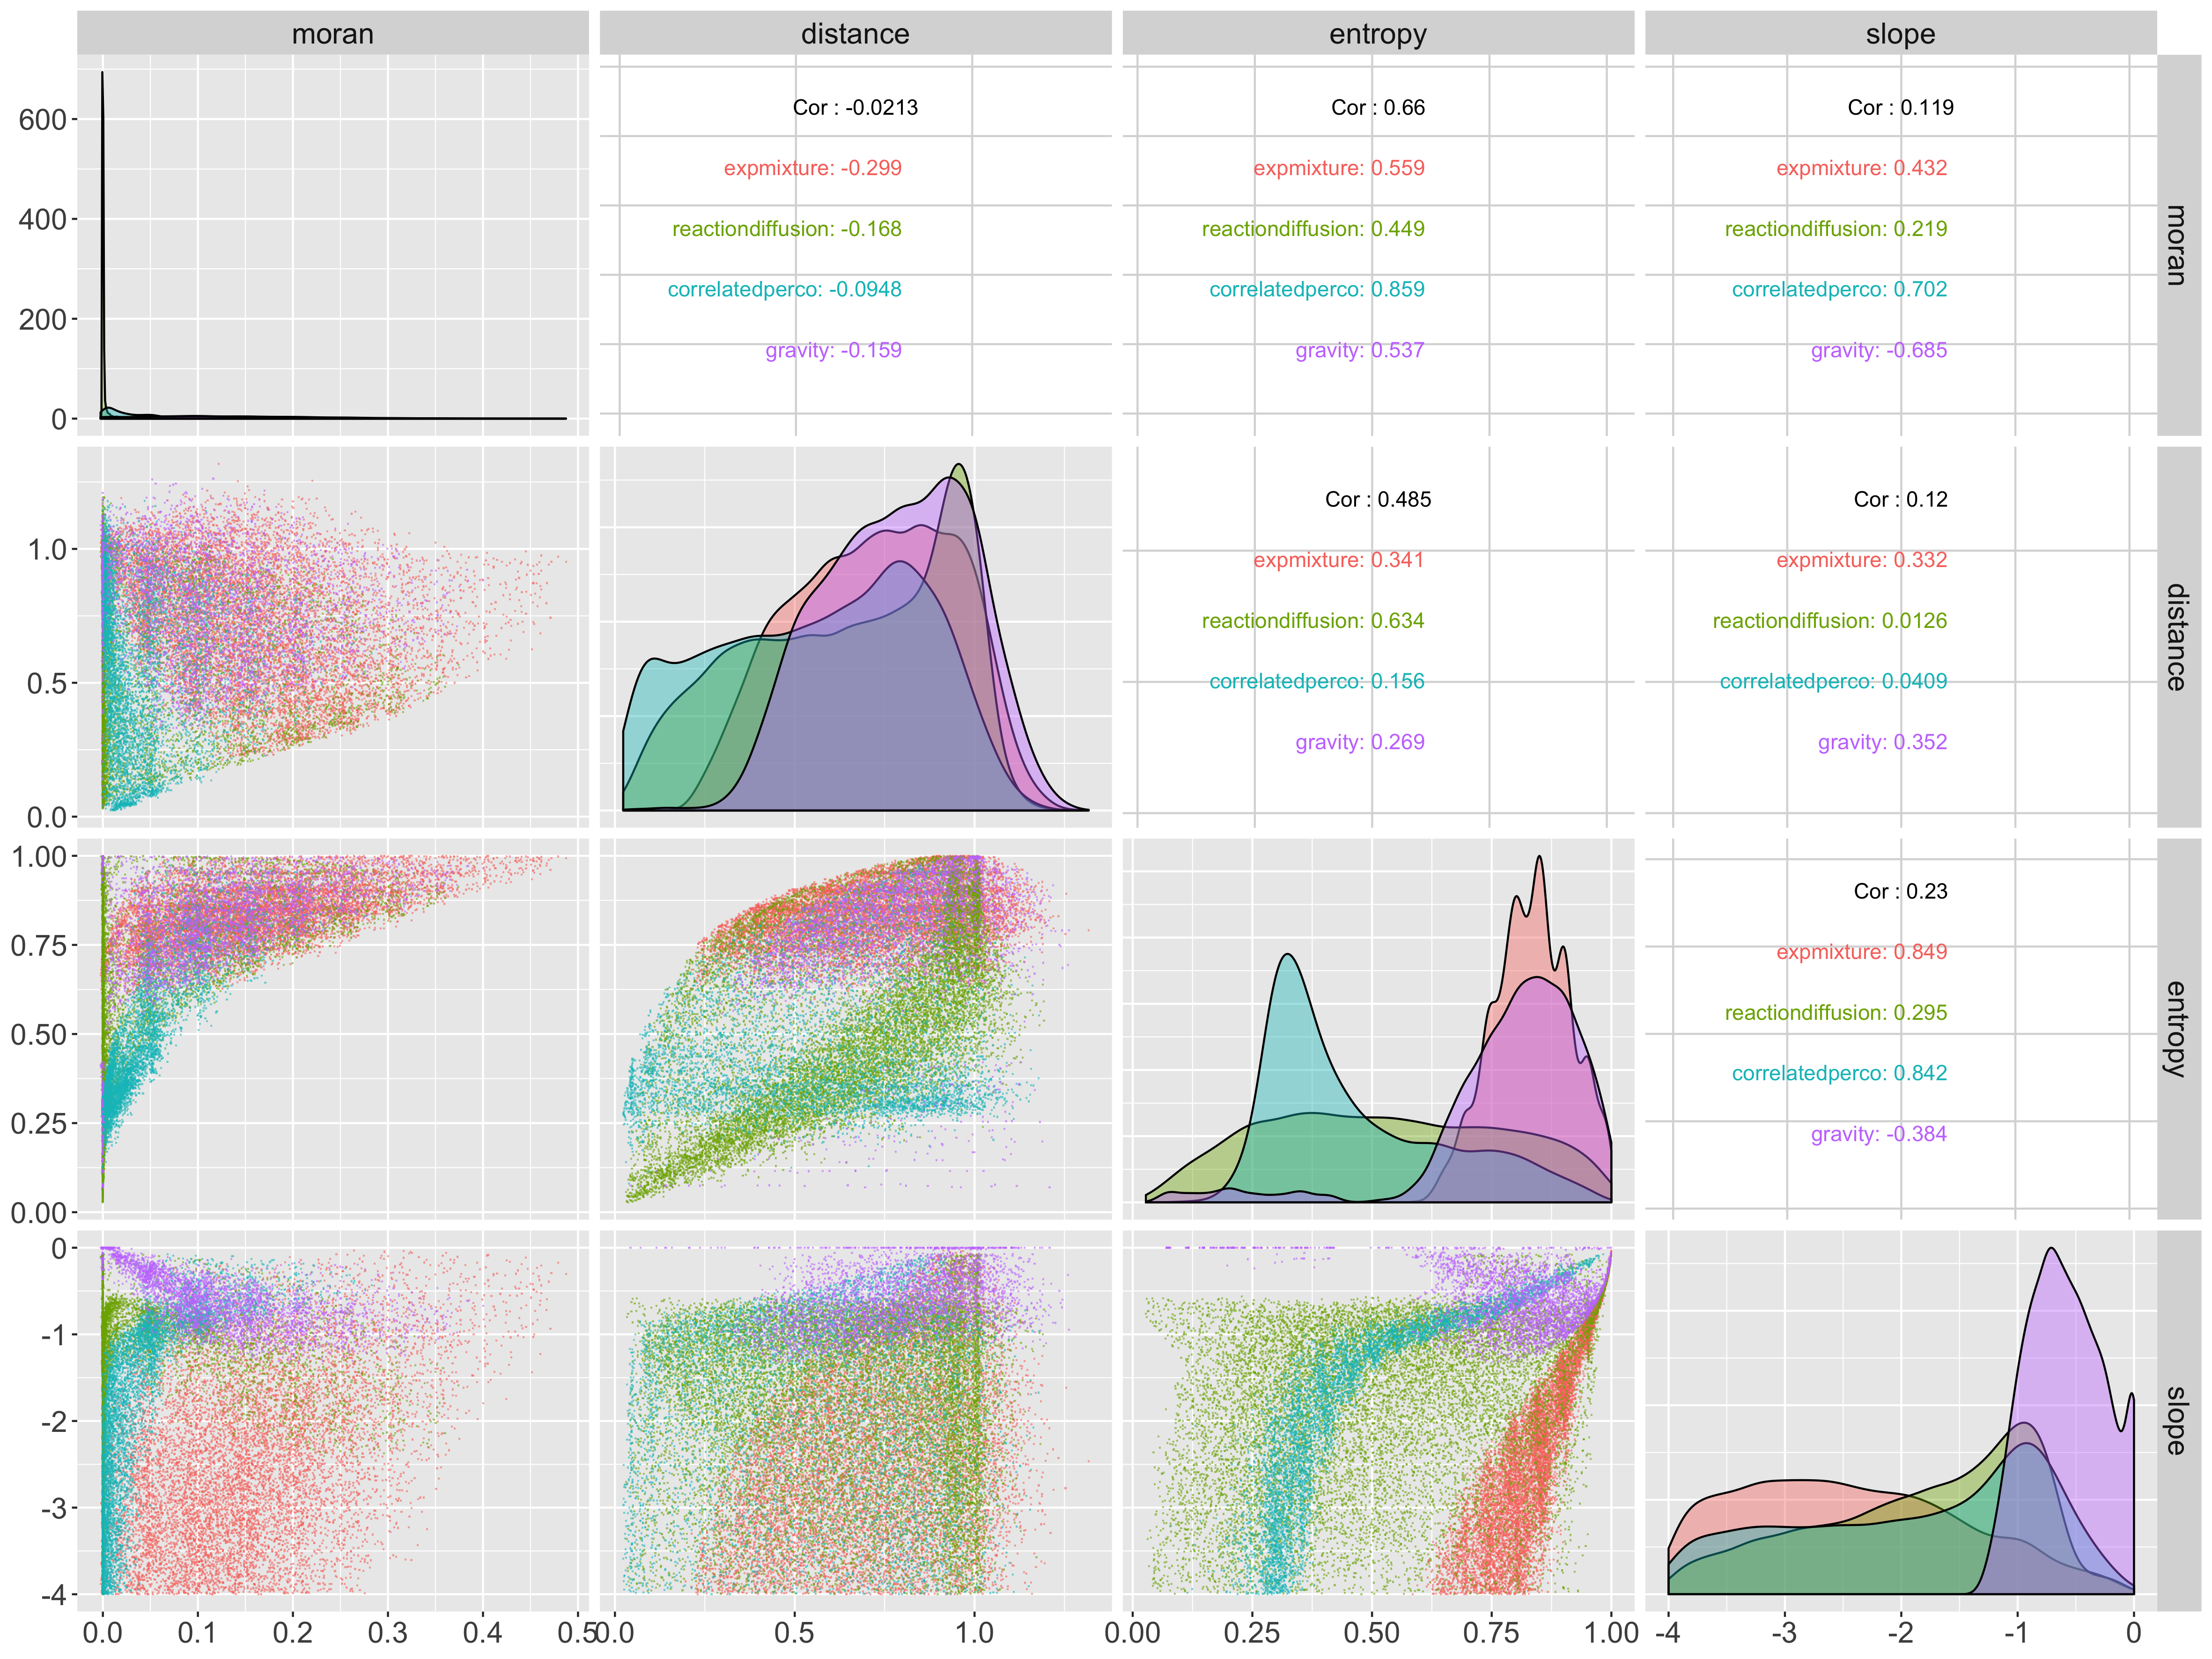 moran
distance
entropy
slope
600
400
200
0
Cor : -0.0213
expmixture: -0.299
reactiondiffusion: -0.168
correlatedperco: -0.0948
gravity: -0.159
Cor : 0.66
expmixture: 0.559
reactiondiffusion: 0.449
correlatedperco: 0.859
gravity: 0.537
Cor : 0.119
expmixture: 0.432
reactiondiffusion: 0.219
correlatedperco: 0.702
gravity: -0.685
moran
1.0
0.5
0.0
Cor : 0.485
expmixture: 0.341
reactiondiffusion: 0.634
correlatedperco: 0.156
gravity: 0.269
Cor : 0.12
expmixture: 0.332
reactiondiffusion: 0.0126
correlatedperco: 0.0409
gravity: 0.352
distance
1.00
0.75
0.50
0.25
0.00
Cor : 0.23
expmixture: 0.849
reactiondiffusion: 0.295
correlatedperco: 0.842
gravity: -0.384
entropy
0
-1
-2
-3
-4
slope
0.0 0.1 0.2 0.3 0.4 0.5
0.0 0.5 1.0
0.00 0.25 0.50 0.75 1.00
-4 -3 -2 -1 0